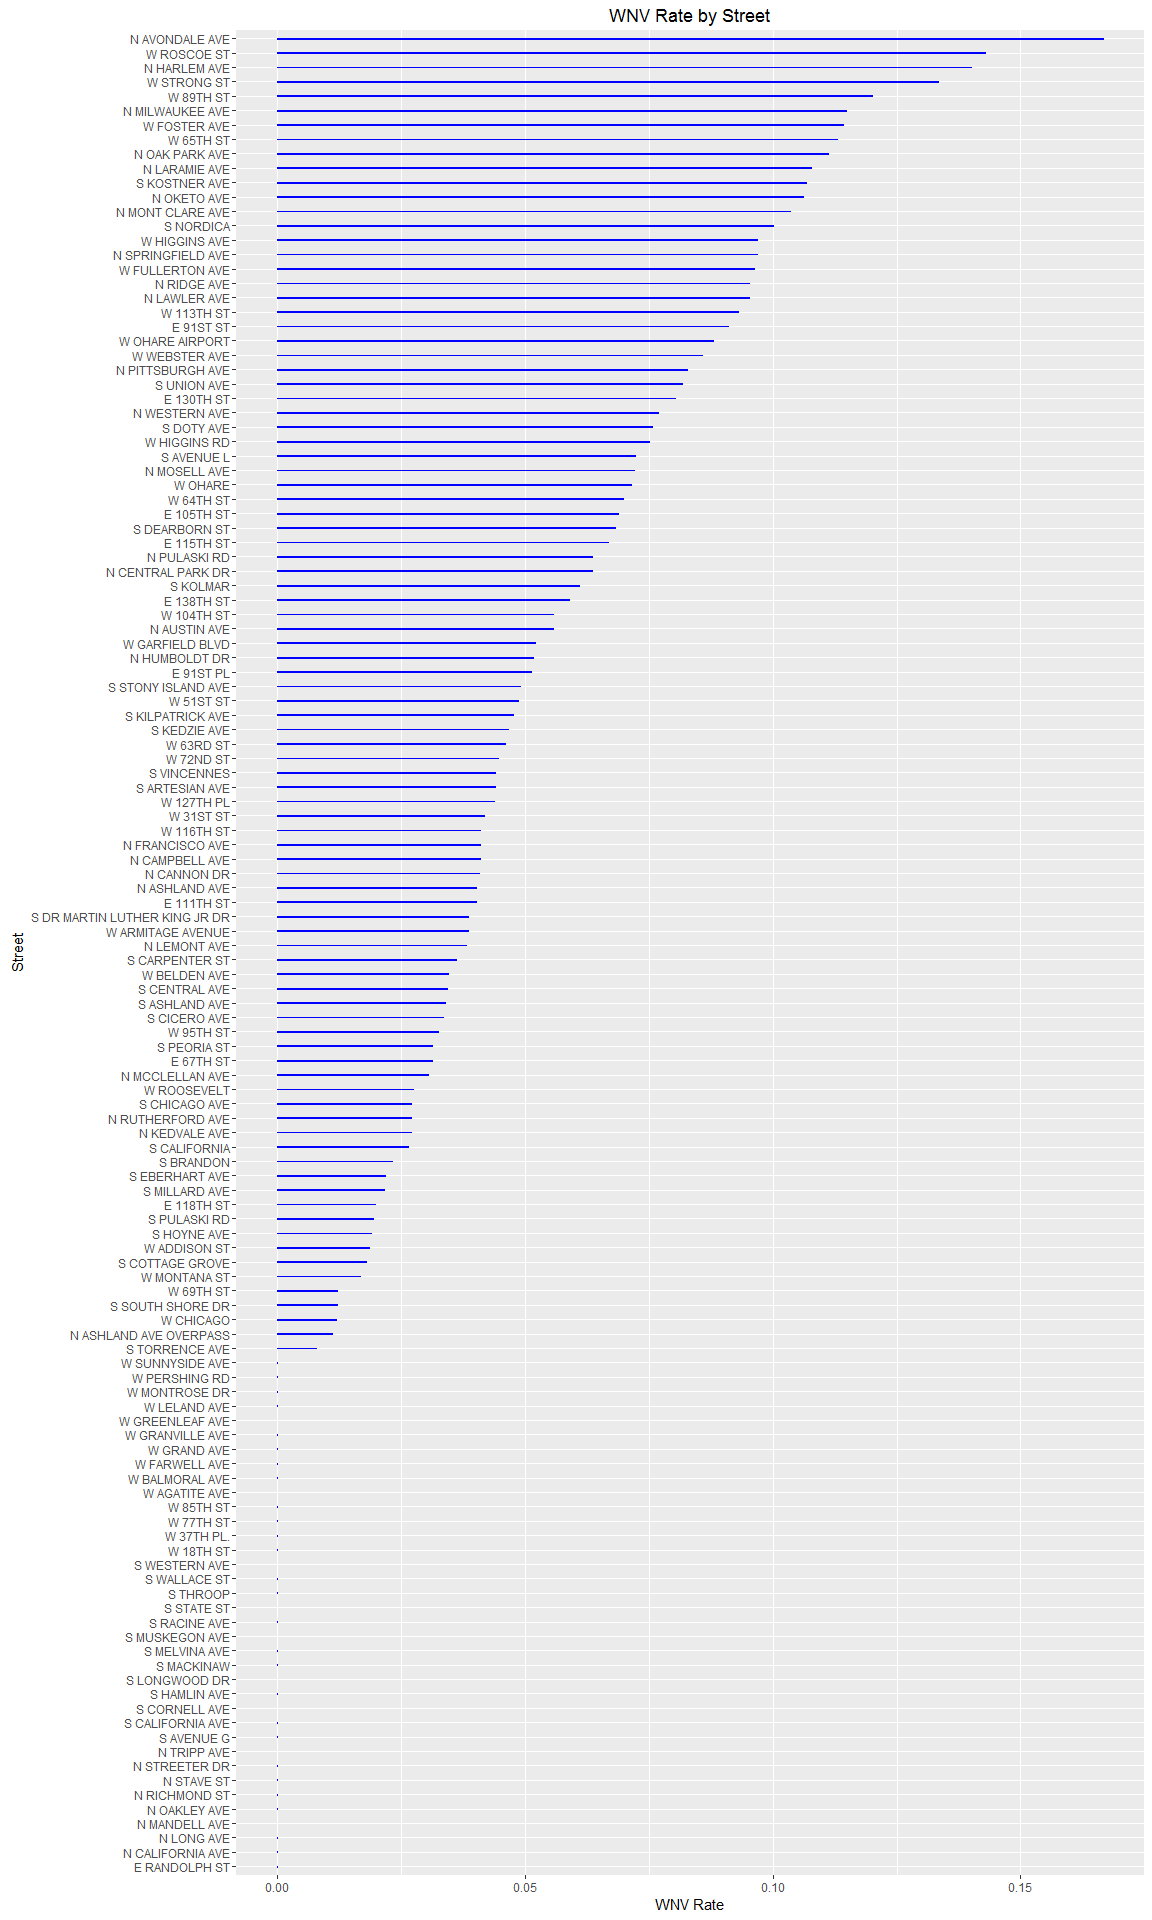 WNV Rate by Street
N AVONDALE AVE
W ROSCOE ST
N HARLEM AVE
W STRONG ST
W 89TH ST
N MILWAUKEE AVE
W FOSTER AVE
W 65TH ST
N OAK PARK AVE
N LARAMIE AVE
S KOSTNER AVE
N OKETO AVE
N MONT CLARE AVE
S NORDICA
W HIGGINS AVE
N SPRINGFIELD AVE
W FULLERTON AVE
N RIDGE AVE
N LAWLER AVE
W 113TH ST
E 91ST ST
W OHARE AIRPORT
W WEBSTER AVE
N PITTSBURGH AVE
S UNION AVE
E 130TH ST
N WESTERN AVE
S DOTY AVE
W HIGGINS RD
S AVENUE L
N MOSELL AVE
W OHARE
W 64TH ST
E 105TH ST
S DEARBORN ST
E 115TH ST
N PULASKI RD
N CENTRAL PARK DR
S KOLMAR
E 138TH ST
W 104TH ST
N AUSTIN AVE
W GARFIELD BLVD
N HUMBOLDT DR
E 91ST PL
S STONY ISLAND AVE
W 51ST ST
S KILPATRICK AVE
S KEDZIE AVE
W 63RD ST
W 72ND ST
S VINCENNES
S ARTESIAN AVE
W 127TH PL
W 31ST ST
W 116TH ST
N FRANCISCO AVE
N CAMPBELL AVE
N CANNON DR
N ASHLAND AVE
E 111TH ST
S DR MARTIN LUTHER KING JR DR
W ARMITAGE AVENUE
N LEMONT AVE
S CARPENTER ST
W BELDEN AVE
S CENTRAL AVE
S ASHLAND AVE
S CICERO AVE
W 95TH ST
S PEORIA ST
E 67TH ST
N MCCLELLAN AVE
W ROOSEVELT
S CHICAGO AVE
N RUTHERFORD AVE
N KEDVALE AVE
S CALIFORNIA
S BRANDON
S EBERHART AVE
S MILLARD AVE
E 118TH ST
S PULASKI RD
S HOYNE AVE
W ADDISON ST
S COTTAGE GROVE
W MONTANA ST
W 69TH ST
S SOUTH SHORE DR
W CHICAGO
N ASHLAND AVE OVERPASS
S TORRENCE AVE
W SUNNYSIDE AVE
W PERSHING RD
W MONTROSE DR
W LELAND AVE
W GREENLEAF AVE
W GRANVILLE AVE
W GRAND AVE
W FARWELL AVE
W BALMORAL AVE
W AGATITE AVE
W 85TH ST
W 77TH ST
W 37TH PL.
W 18TH ST
S WESTERN AVE
S WALLACE ST
S THROOP
S STATE ST
S RACINE AVE
S MUSKEGON AVE
S MELVINA AVE
S MACKINAW
S LONGWOOD DR
S HAMLIN AVE
S CORNELL AVE
S CALIFORNIA AVE
S AVENUE G
N TRIPP AVE
N STREETER DR
N STAVE ST
N RICHMOND ST
N OAKLEY AVE
N MANDELL AVE
N LONG AVE
N CALIFORNIA AVE
E RANDOLPH ST
Street
0.00 0.05 0.10 0.15
WNV Rate